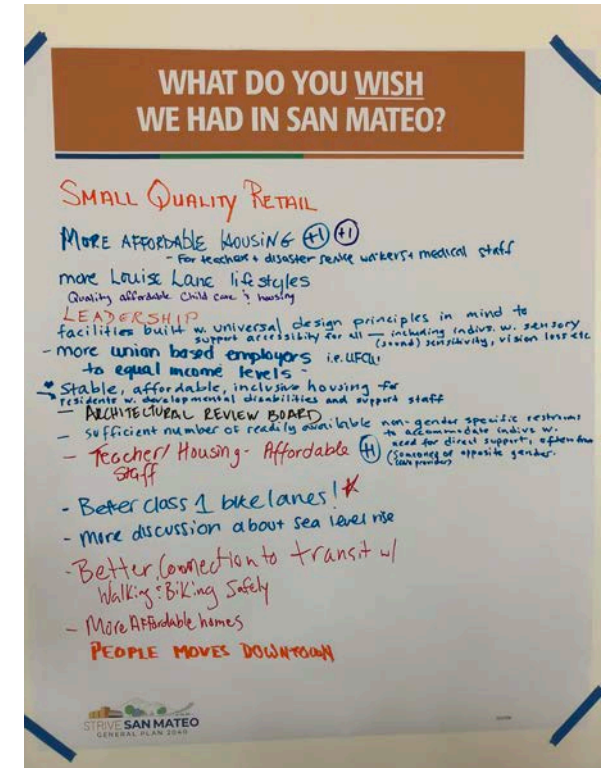 WHAT DO YOU WISH
WE HAD IN SAN MATEO?
SMALL QUALITY RETAIL
MORE AFFORDABLE HOUSING +1 +1
- For teachers + disaster service workers + medical staff
more Louise Lane lifestyles
Quality affordable child care & housing
LEADERSHIP
facilities built w. universal design principles in mind to
support accessibility for all — including indivs. w. sensory
(sound) sensitivity, vision loss etc
- more union based employers i.e. UFCW
to equal income levels -
* Stable, affordable, inclusive housing for
residents w. developmental disabilities and support staff
- ARCHITECTURAL REVIEW BOARD
- sufficient number of readily available non-gender specific restrooms
to accommodate indivs w.
need for direct support, often from
(someone of opposite gender.
(care provider)
- Teacher/Housing - Affordable +1
Staff
- Better class 1 bike lanes!
- more discussion about sea level rise
- Better Connection to transit w/
Walking & Biking Safely
- More Affordable homes
PEOPLE MOVES DOWNTOWN
STRIVE SAN MATEO
GENERAL PLAN 2040